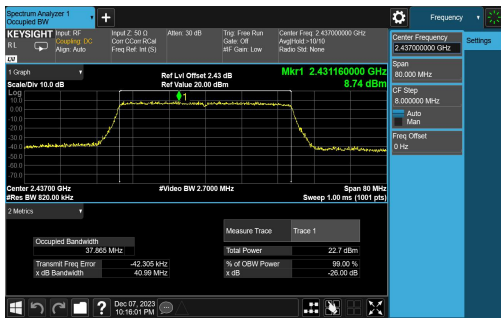 Spectrum Analyzer 1
Occupied BW
+
Frequency
KEYSIGHT Input: RF Input Z: 50 Ω Atten: 30 dB Trig: Free Run Center Freq: 2.437000000 GHz
RL Coupling: DC Corr CCorr RCal Gate: Off Avg|Hold:>10/10
Align: Auto Freq Ref: Int (S) #IF Gain: Low Radio Std: None
LNI
Center Frequency
2.437000000 GHz
Settings
Span
80.000 MHz
CF Step
8.000000 MHz
Auto
Man
Freq Offset
0 Hz
1 Graph
Scale/Div 10.0 dB
Ref Lvl Offset 2.43 dB
Ref Value 20.00 dBm
Mkr1 2.431160000 GHz
8.74 dBm
Log
10.0
0.00
-10.0
-20.0
-30.0
-40.0
-50.0
-60.0
-70.0
1
Center 2.43700 GHz #Video BW 2.7000 MHz Span 80 MHz
#Res BW 820.00 kHz Sweep 1.00 ms (1001 pts)
2 Metrics
Measure Trace Trace 1
Occupied Bandwidth
37.865 MHz
Total Power 22.7 dBm
Transmit Freq Error -42.305 kHz % of OBW Power 99.00 %
x dB Bandwidth 40.99 MHz x dB -26.00 dB
? Dec 07, 2023
10:16:01 PM